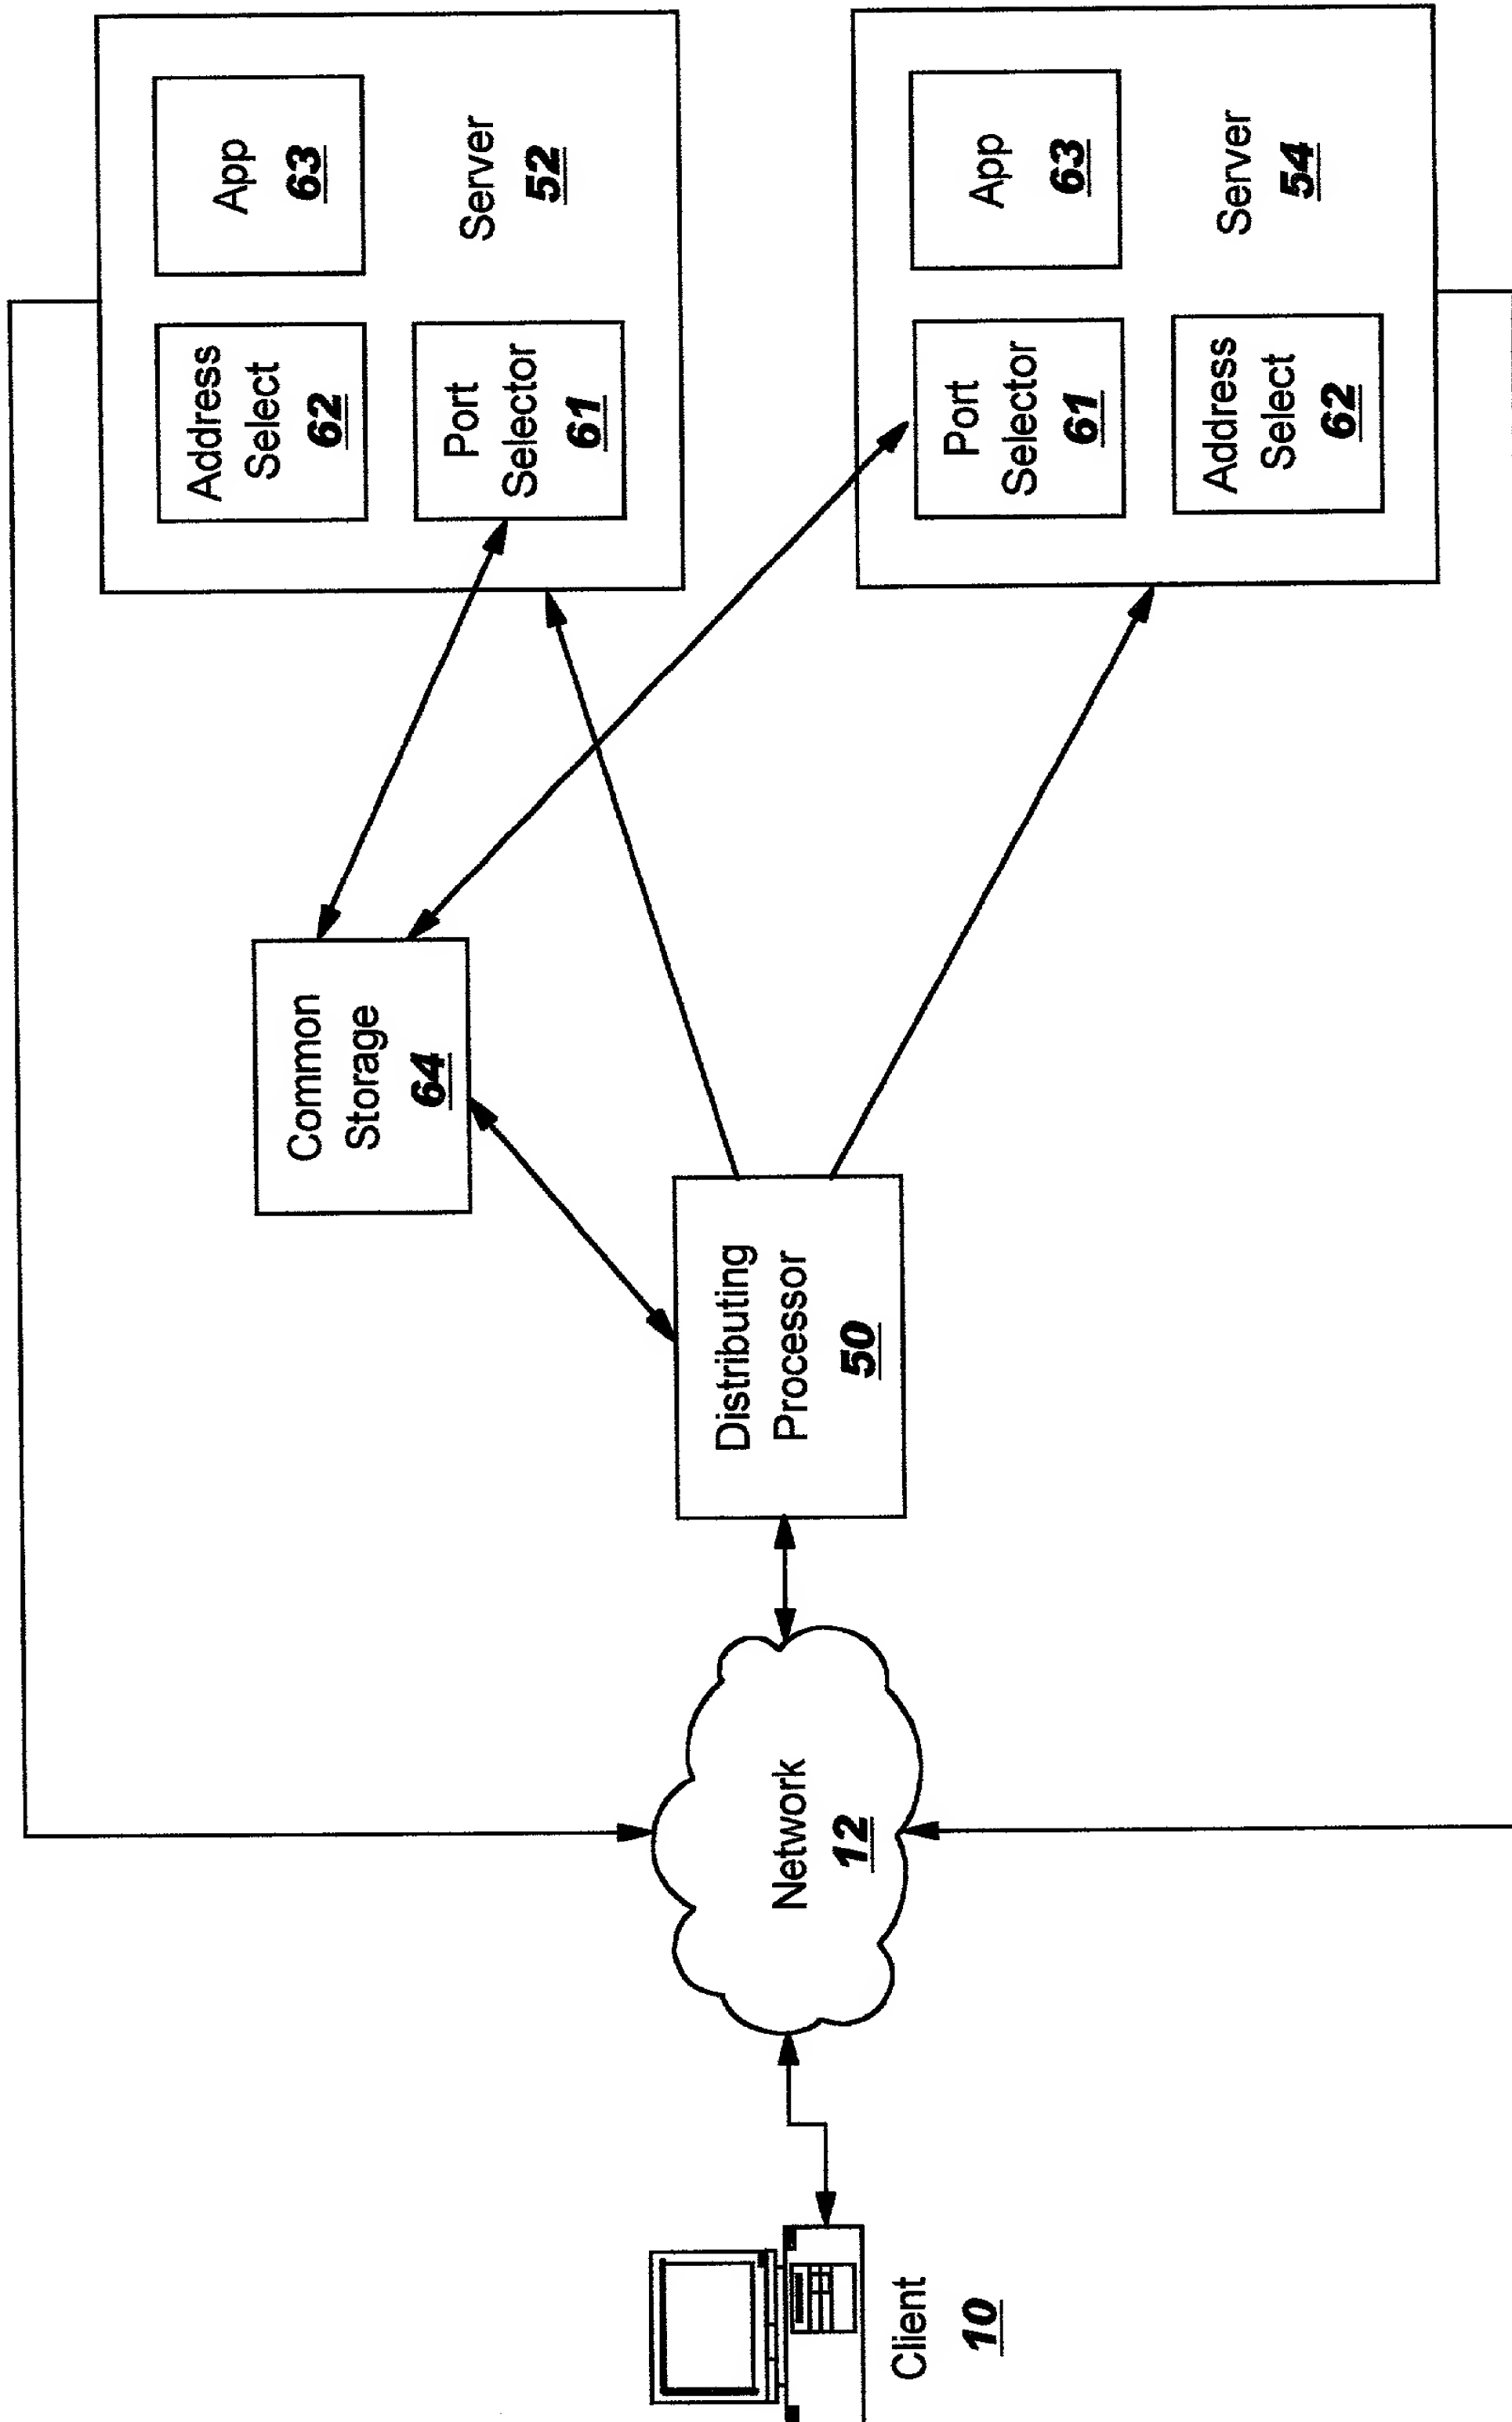 Client
10
Network
12
Distributing
Processor
50
Common
Storage
64
Address
Select
62
App
63
Port
Selector
61
Server
52
Port
Selector
61
App
63
Address
Select
62
Server
54